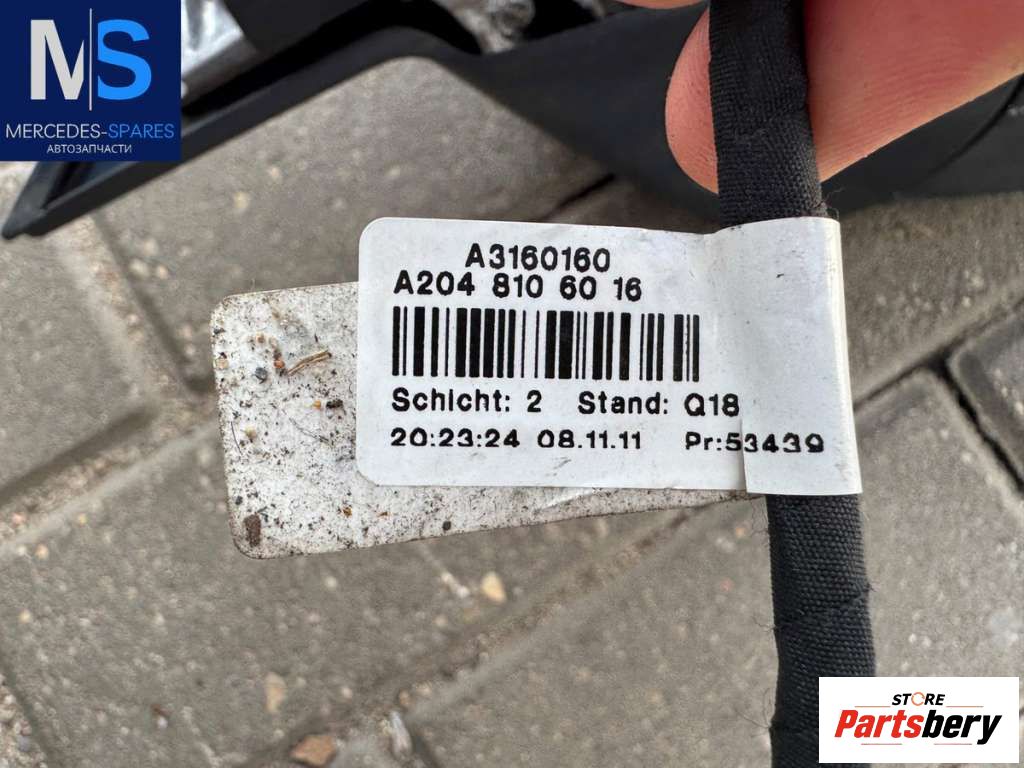 MS
MERCEDES-SPARES
АВТОЗАПЧАСТИ
A3160160
A204 810 60 16
Schicht: 2 Stand: Q18
20:23:24 08.11.11 Pr:53439
STORE
Partsbery